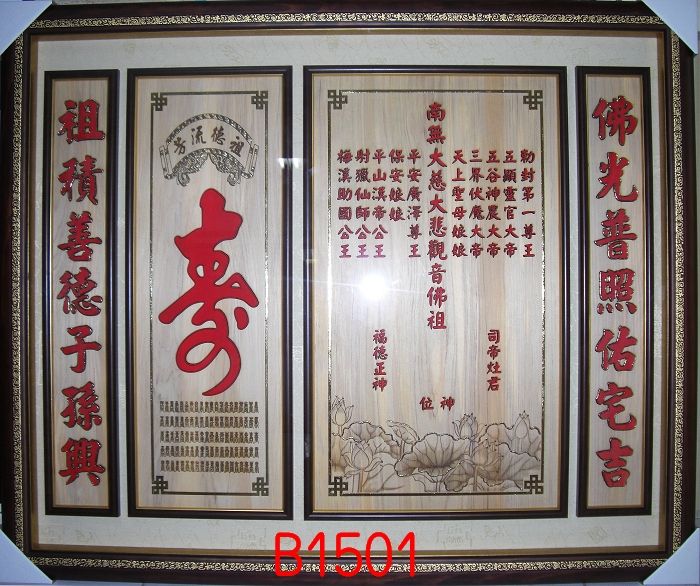 佛光普照佑宅吉
勅封第一尊王
五顯靈官大帝
五谷神農大帝
三界伏魔大帝
天上聖母娘娘
南無大慈大悲觀音佛祖
平安廣澤尊王
保安娘娘
平山漢帝公王
射獵仙師公王
梅溪助國公王
司帝灶君
福德正神
神位
祖德流芳
壽
祖積善德子孫興
B1501